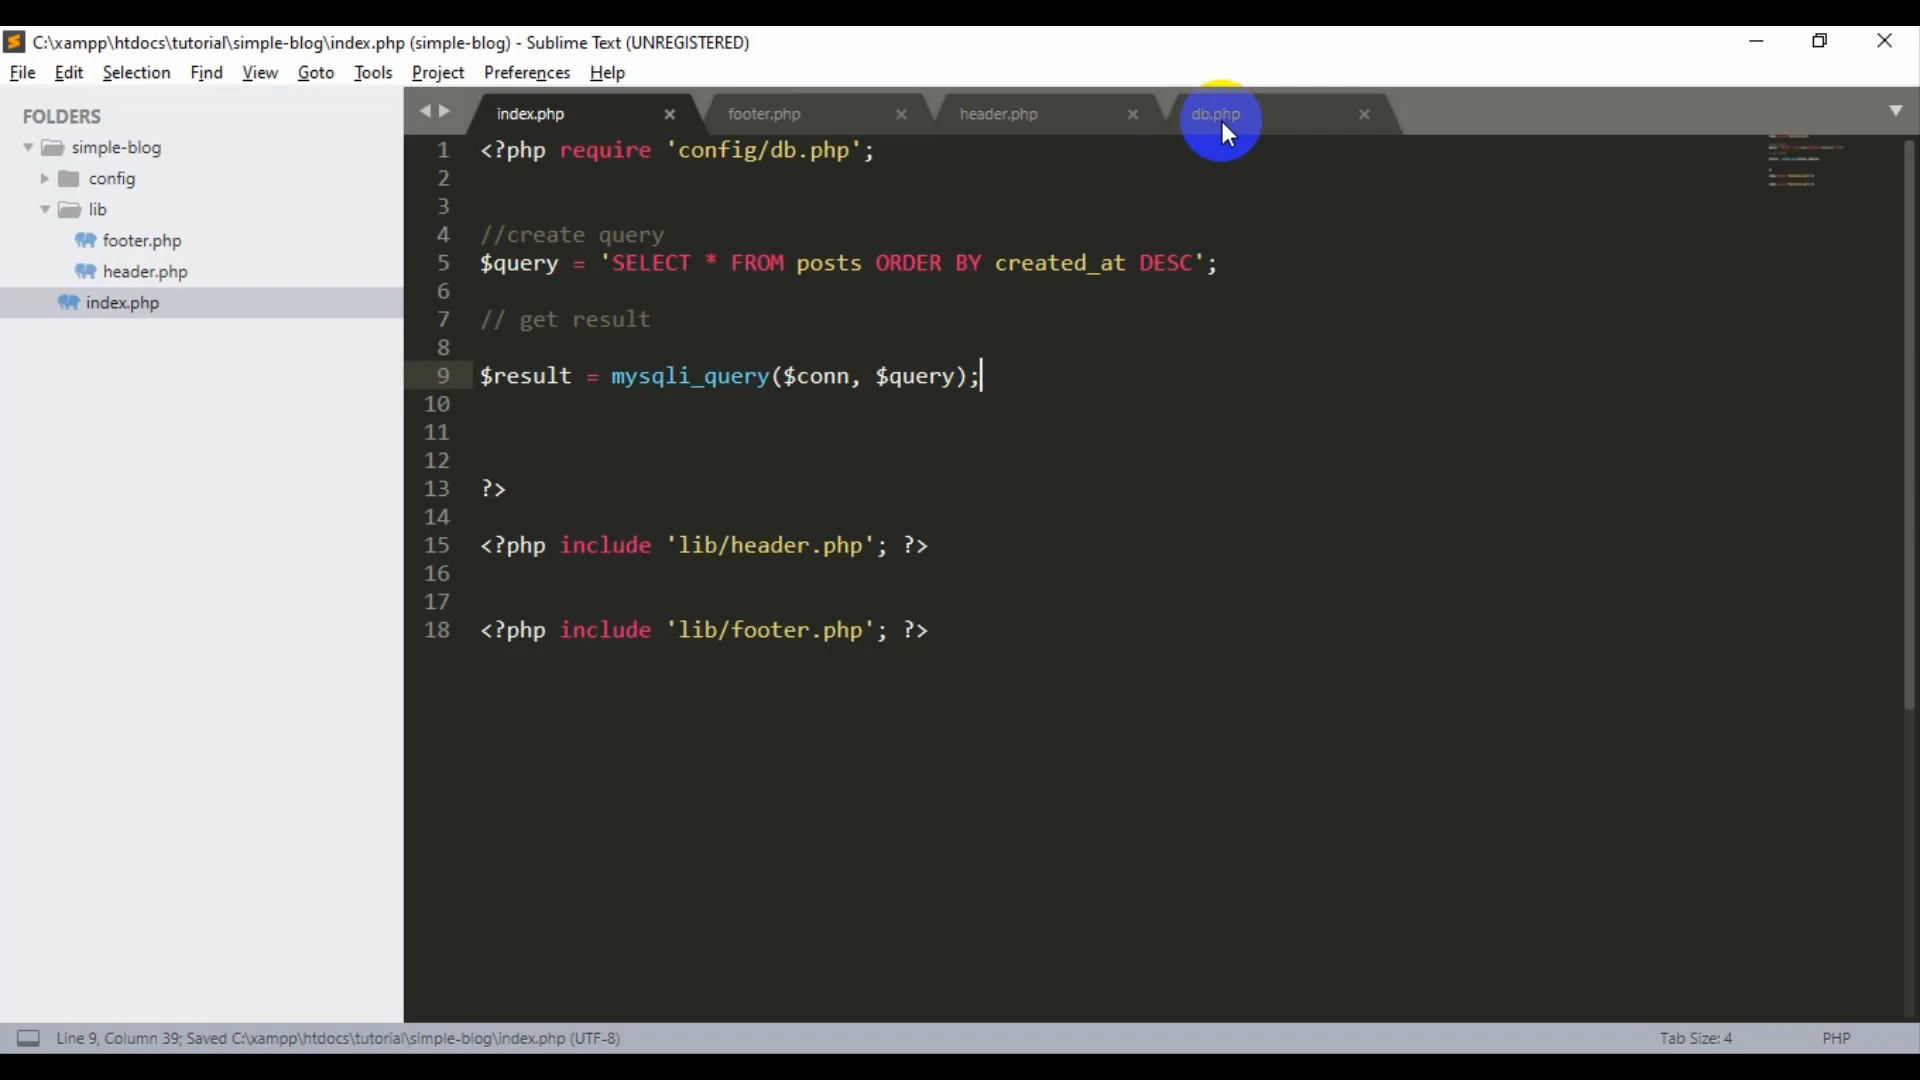 C:\xampp\htdocs\tutorial\simple-blog\index.php (simple-blog) - Sublime Text (UNREGISTERED)
File Edit Selection Find View Goto Tools Project Preferences Help
FOLDERS
simple-blog
config
lib
footer.php
header.php
index.php
index.php footer.php header.php db.php
1 <?php require 'config/db.php';
2
3
4 //create query
5 $query = 'SELECT * FROM posts ORDER BY created_at DESC';
6
7 // get result
8
9 $result = mysqli_query($conn, $query);
10
11
12
13 ?>
14
15 <?php include 'lib/header.php'; ?>
16
17
18 <?php include 'lib/footer.php'; ?>
Line 9, Column 39; Saved C:\xampp\htdocs\tutorial\simple-blog\index.php (UTF-8)
Tab Size: 4 PHP